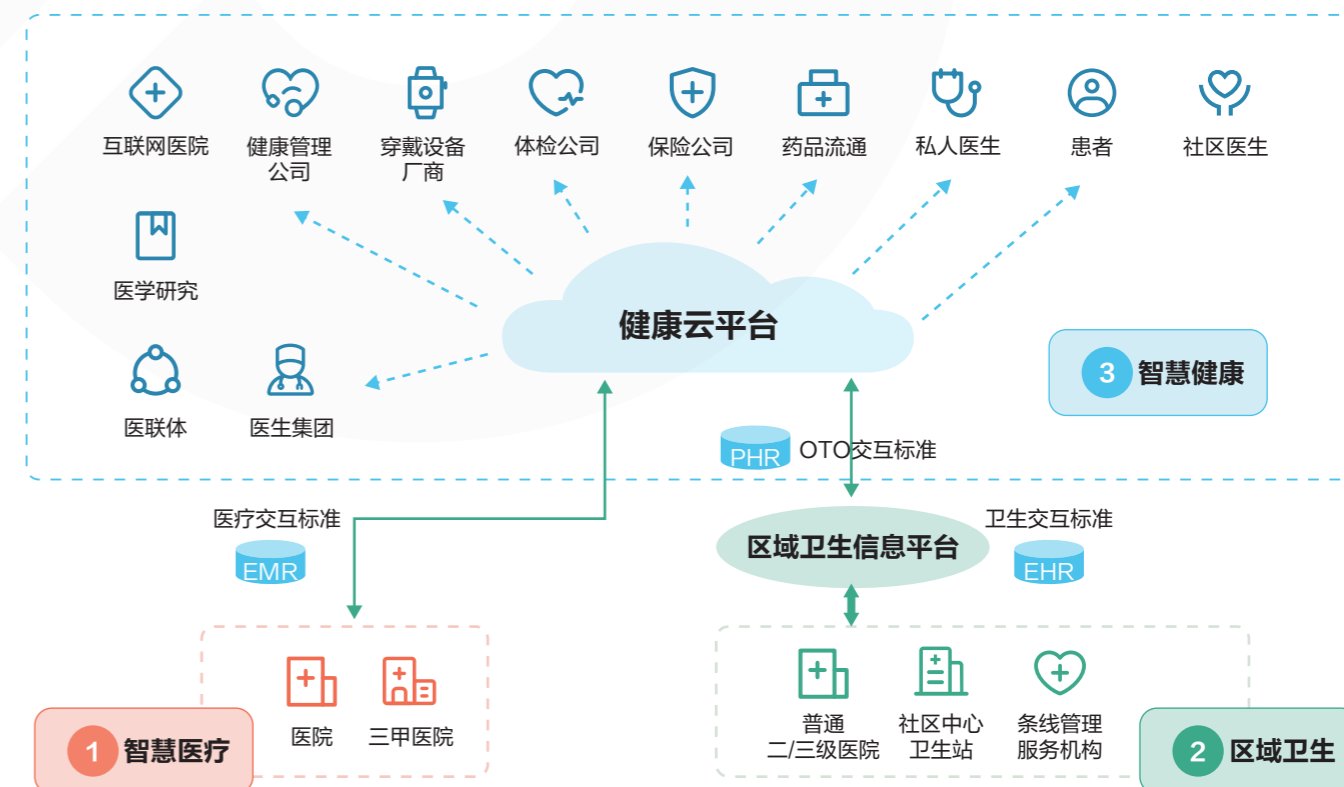 互联网医院
健康管理
公司
穿戴设备
厂商
体检公司
保险公司
药品流通
私人医生
患者
社区医生
医学研究
健康云平台
3 智慧健康
医联体
医生集团
PHR
OTO交互标准
医疗交互标准
EMR
区域卫生信息平台
卫生交互标准
EHR
医院
三甲医院
1 智慧医疗
普通
二/三级医院
社区中心
卫生站
条线管理
服务机构
2 区域卫生